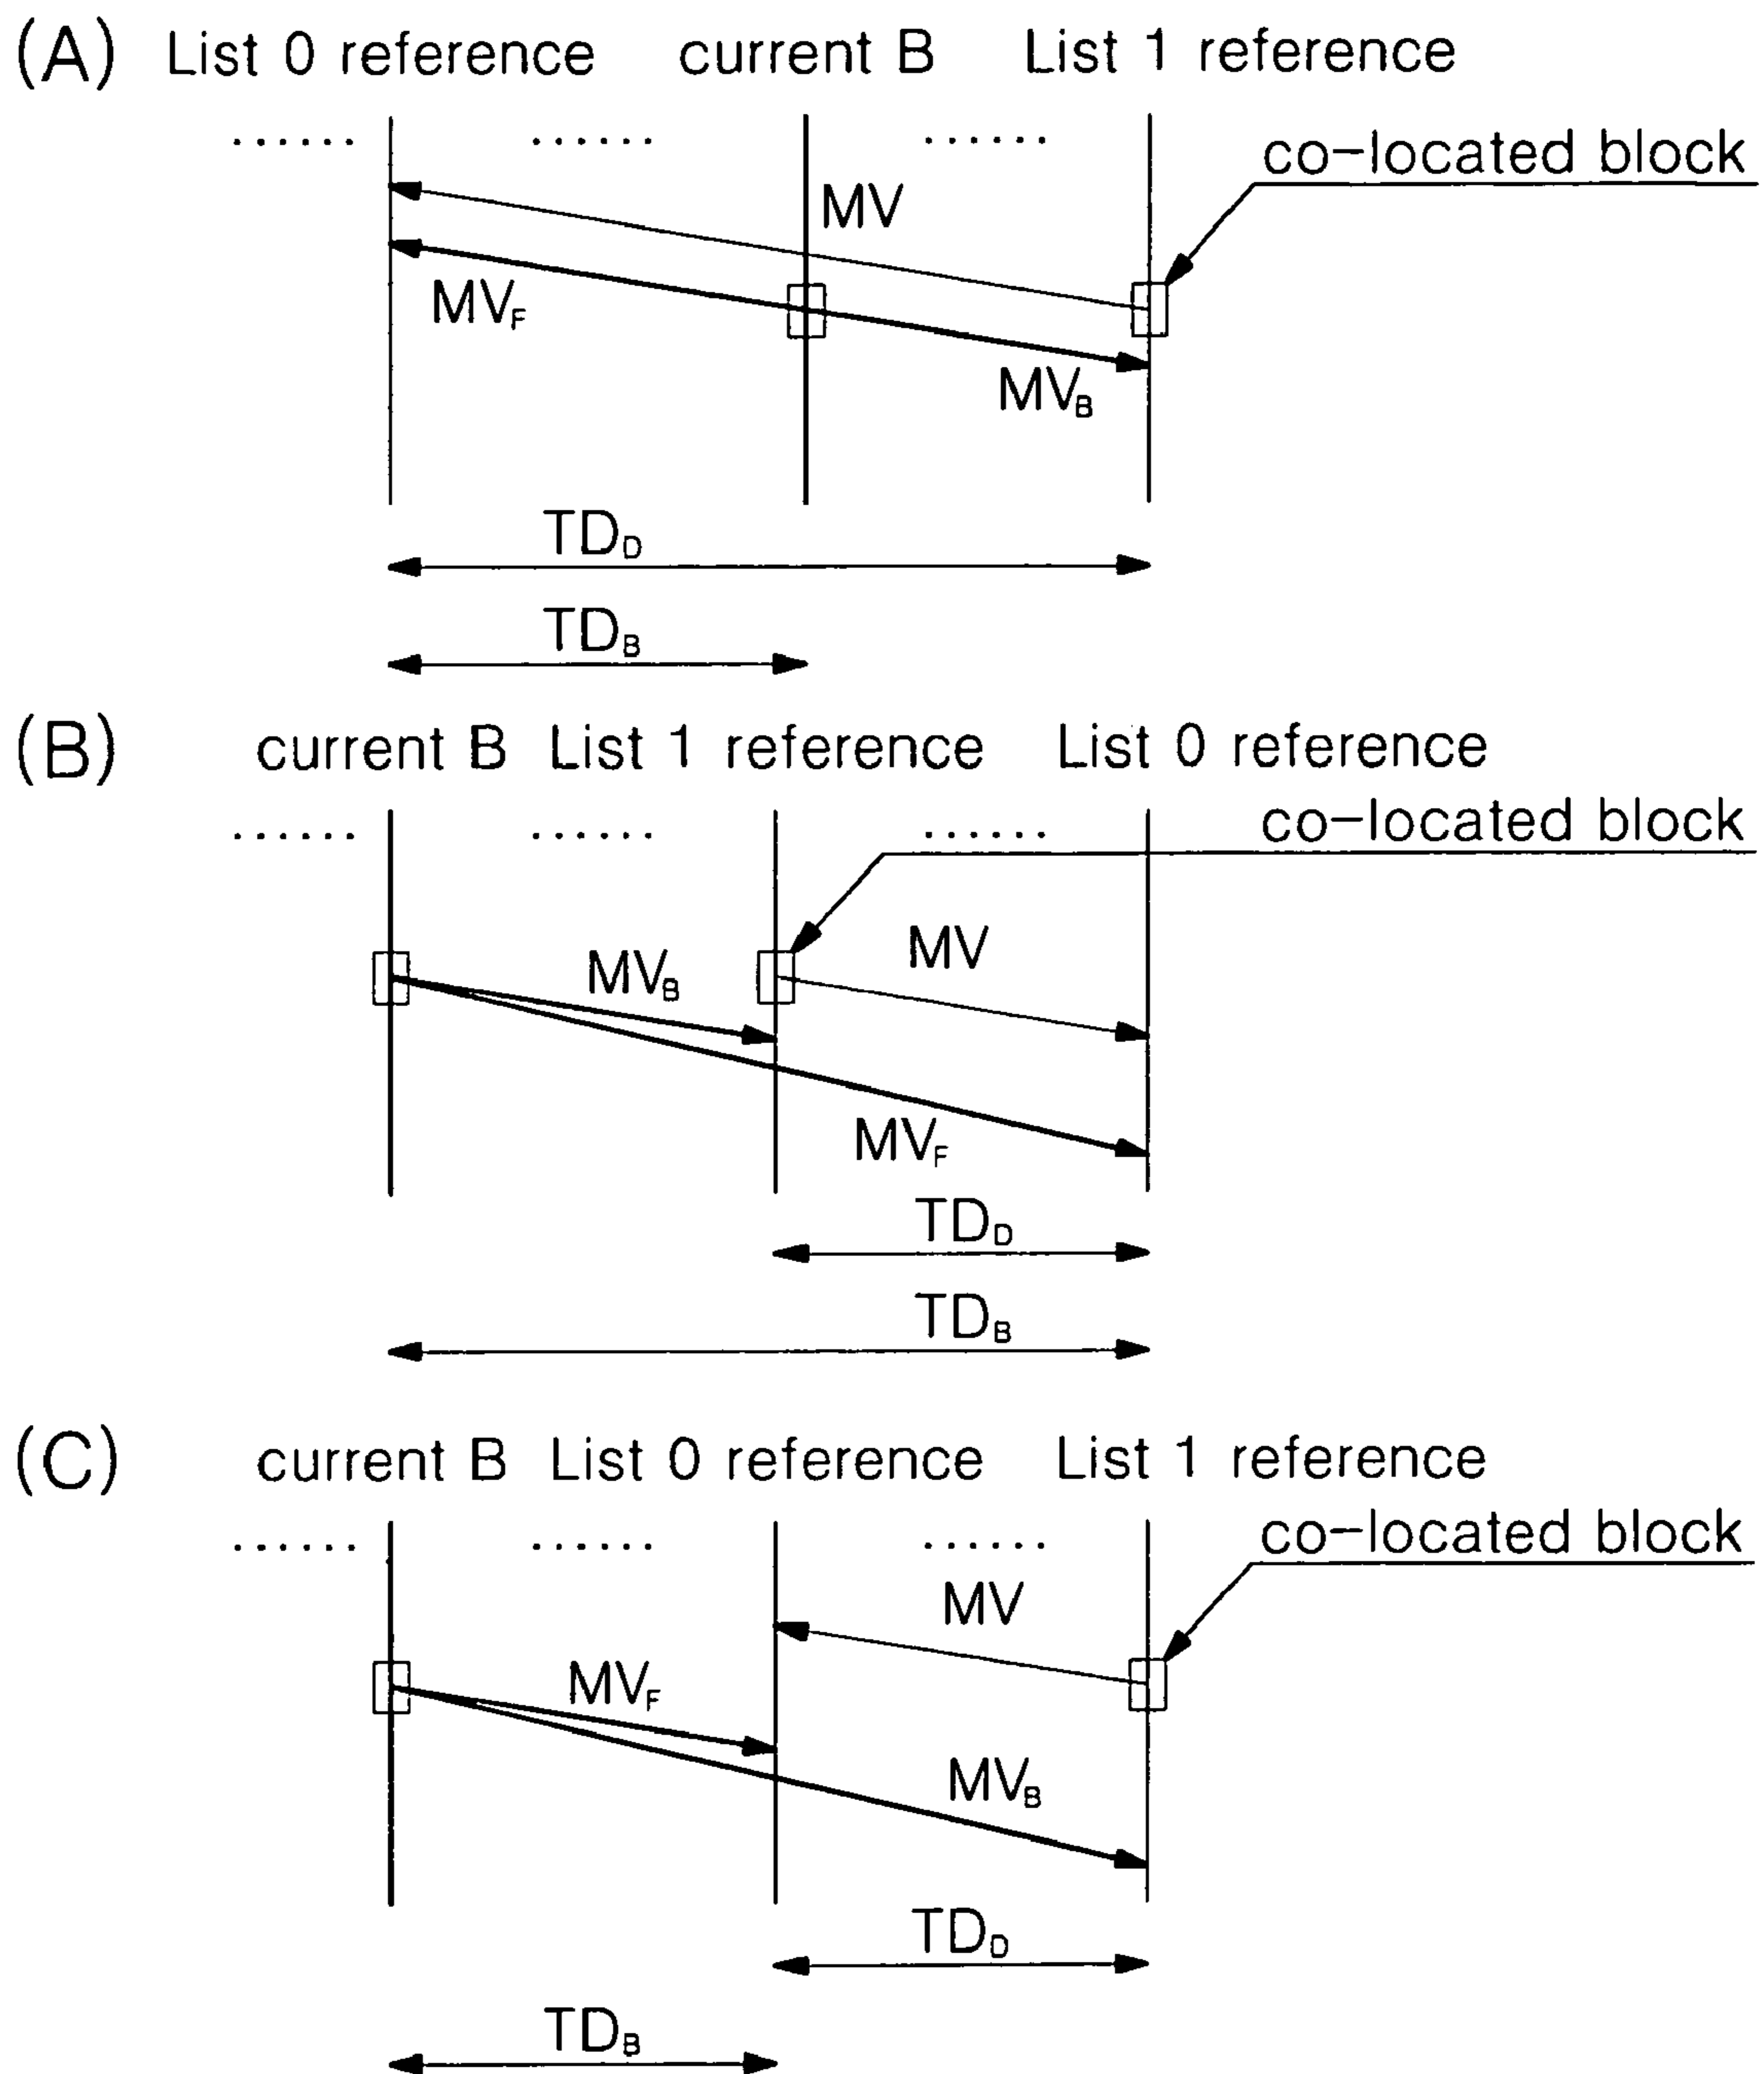 (A) List 0 reference current B List 1 reference
...... ...... ......
co-located block
MV
MVF
MVB
TDD
TDB
(B) current B List 1 reference List 0 reference
...... ...... ......
co-located block
MV
MVB
MVF
TDD
TDB
(C) current B List 0 reference List 1 reference
...... ...... ......
co-located block
MV
MVF
MVB
TDD
TDB